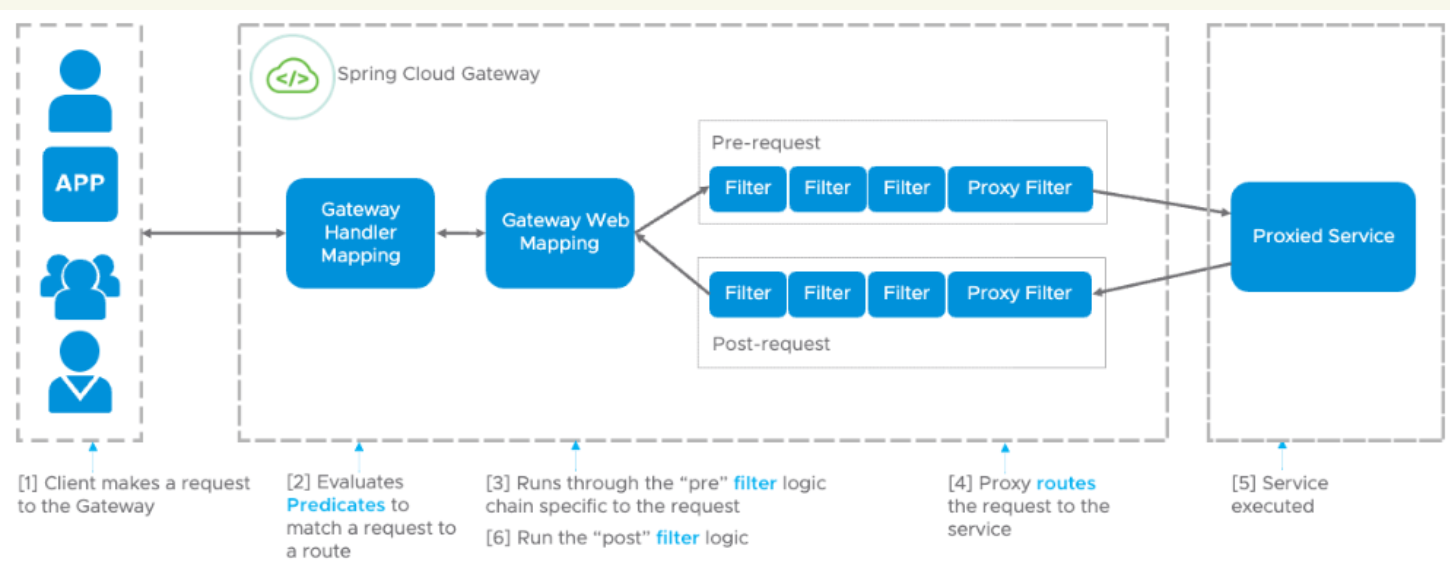 </>
Spring Cloud Gateway
APP
Gateway
Handler
Mapping
Gateway Web
Mapping
Pre-request
Filter Filter Filter Proxy Filter
Filter Filter Filter Proxy Filter
Post-request
Proxied Service
[1] Client makes a request
to the Gateway
[2] Evaluates
Predicates to
match a request to
a route
[3] Runs through the “pre” filter logic
chain specific to the request
[6] Run the “post” filter logic
[4] Proxy routes
the request to the
service
[5] Service
executed